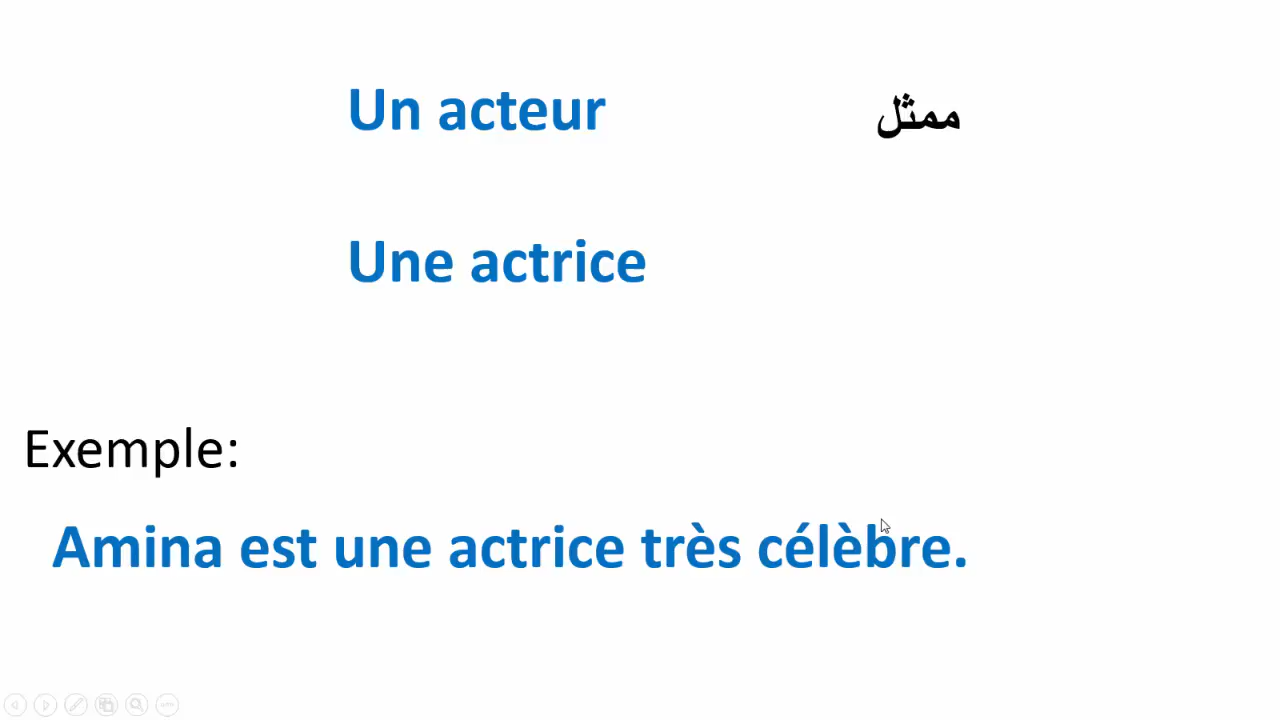 Un acteur ممثل
Une actrice
Exemple:
Amina est une actrice très célèbre.